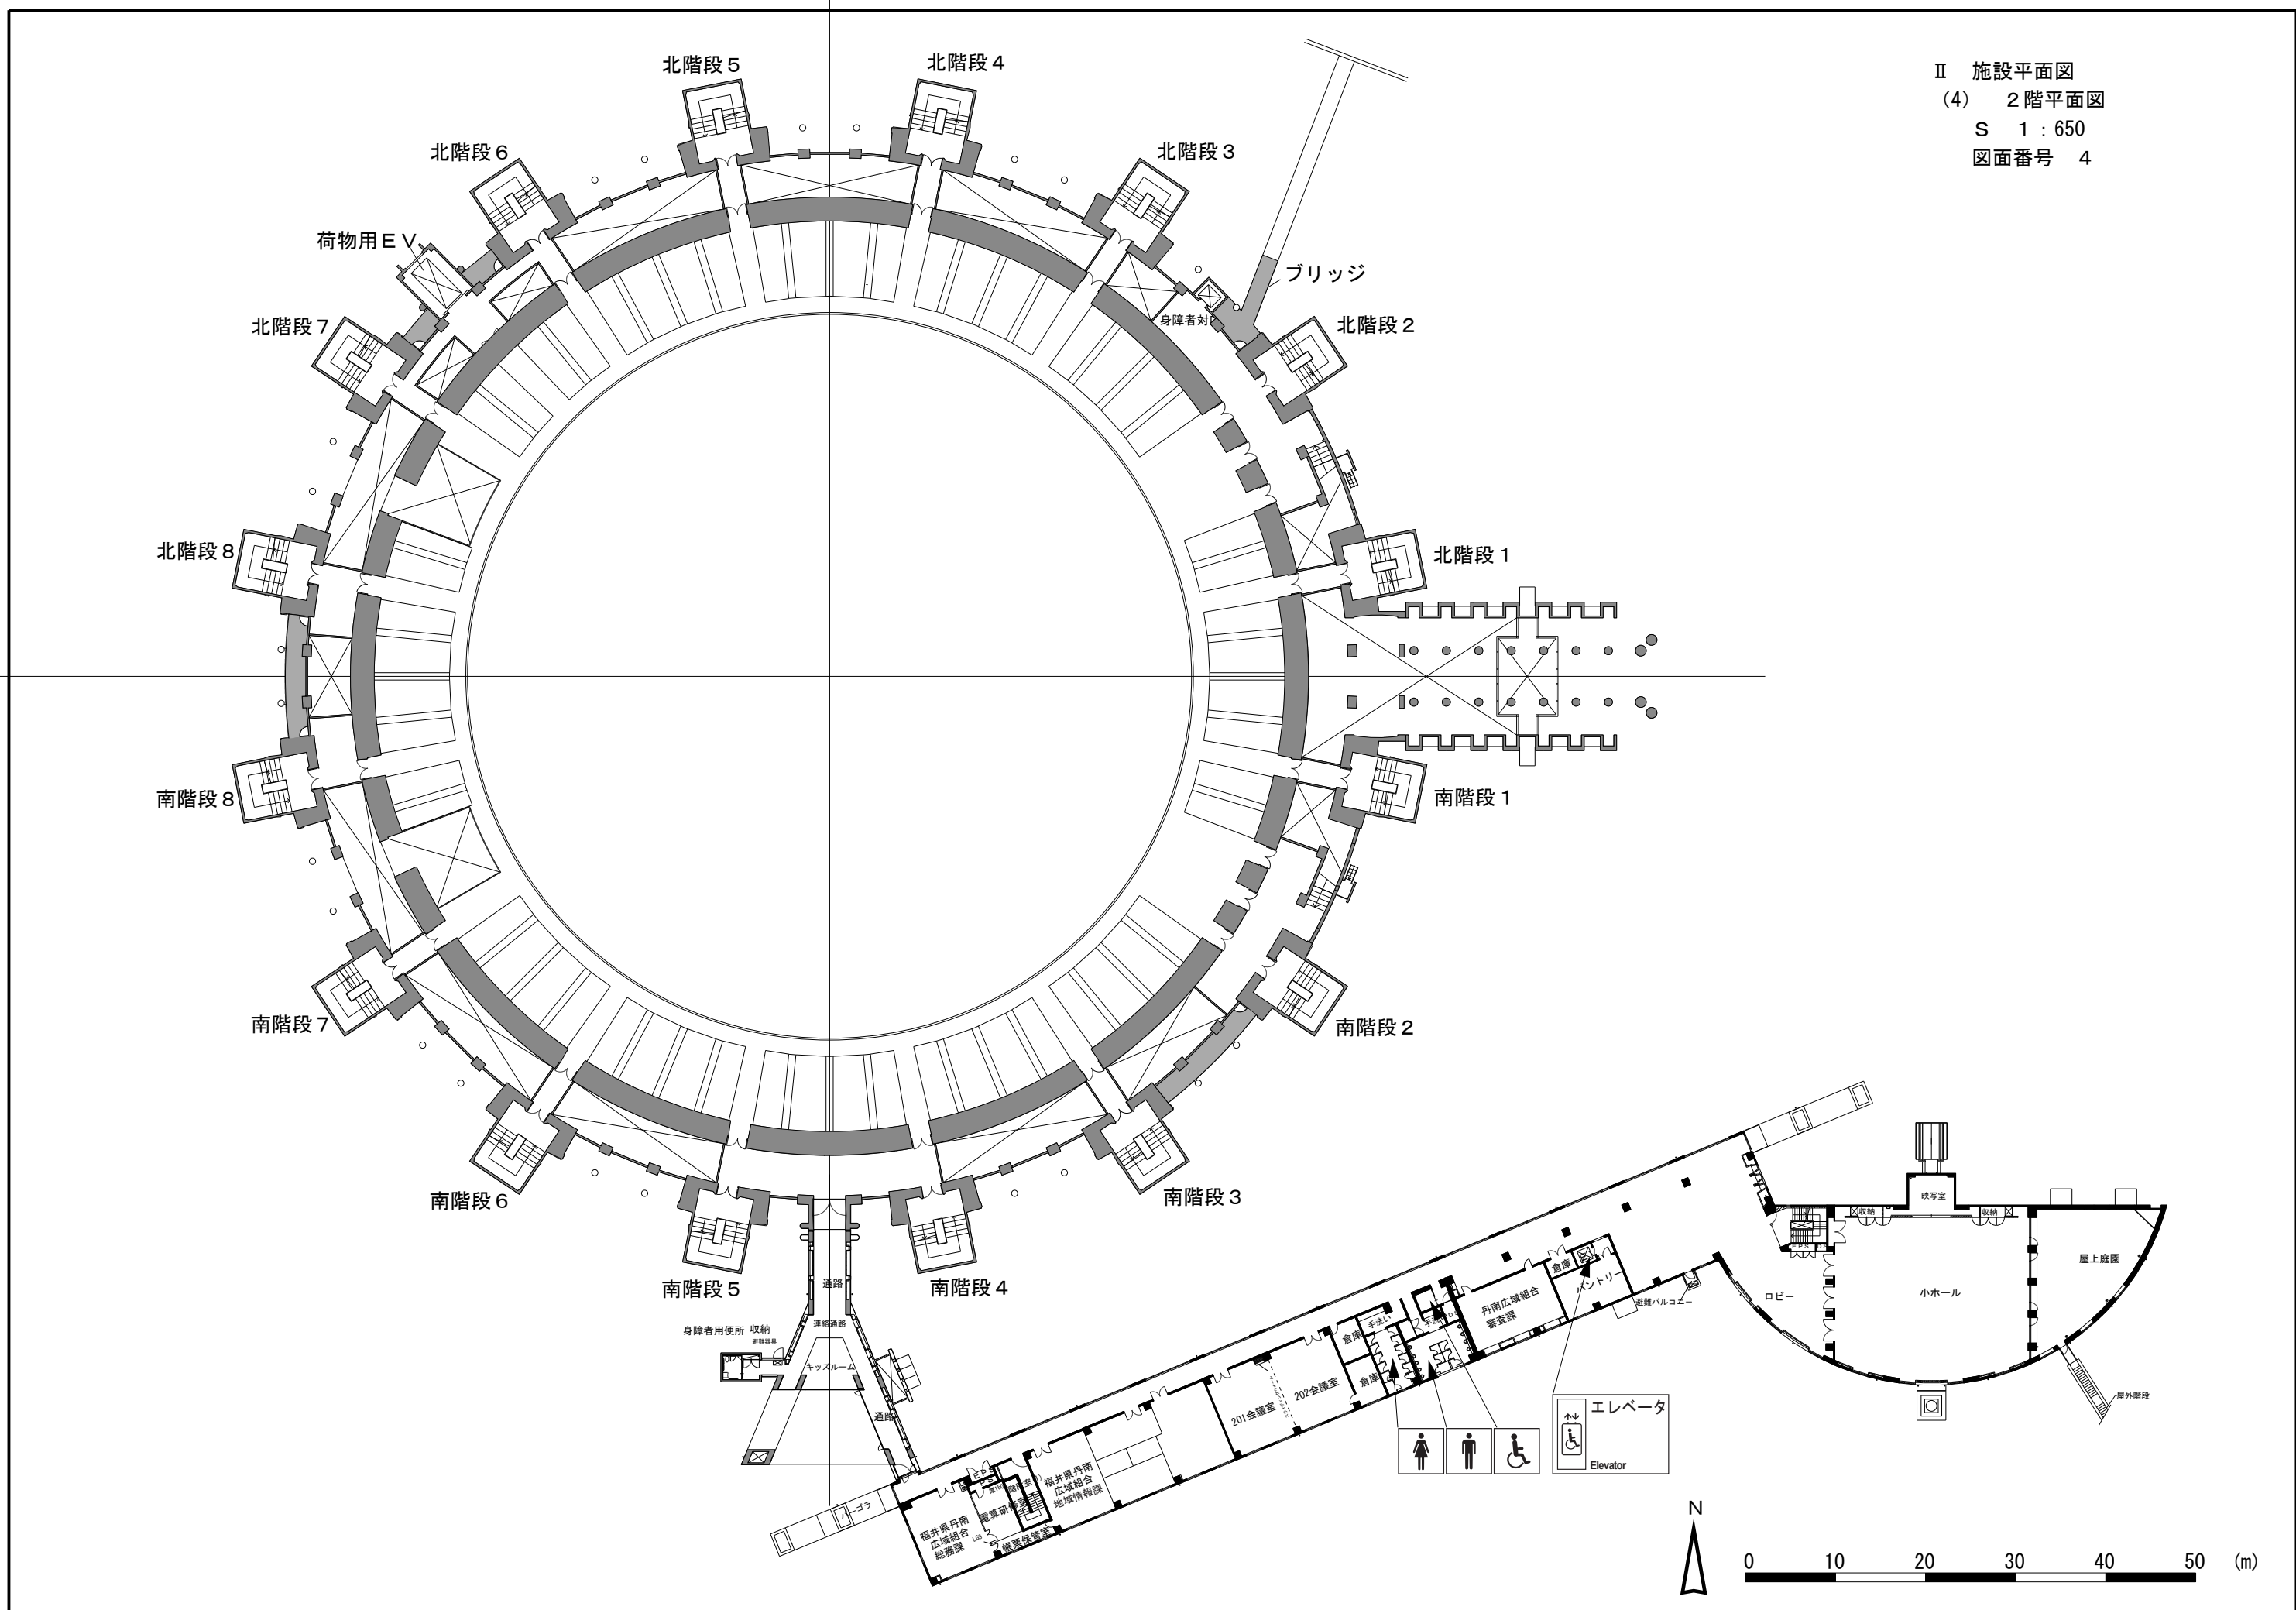 Ⅱ 施設平面図
(4) 2階平面図
S 1:650
図面番号 4
北階段5
北階段4
北階段6
北階段3
荷物用EV
ブリッジ
北階段7
身障者対
北階段2
北階段8
北階段1
南階段8
南階段1
南階段7
南階段2
南階段6
南階段3
南階段5
南階段4
通路
連絡通路
身障者用便所 収納
避難器具
キッズルーム
通路
パーゴラ
福井県丹南
広域組合
総務課
EPS
電算研修室
階段室
帳票保管室
福井県丹南
広域組合
地域情報課
201会議室
202会議室
倉庫
倉庫
手洗い
丹南広域組合
審査課
倉庫
パントリー
避難バルコニー
映写室
収納
収納
EPS
ロビー
小ホール
屋上庭園
屋外階段
エレベータ
Elevator
N
0 10 20 30 40 50 (m)